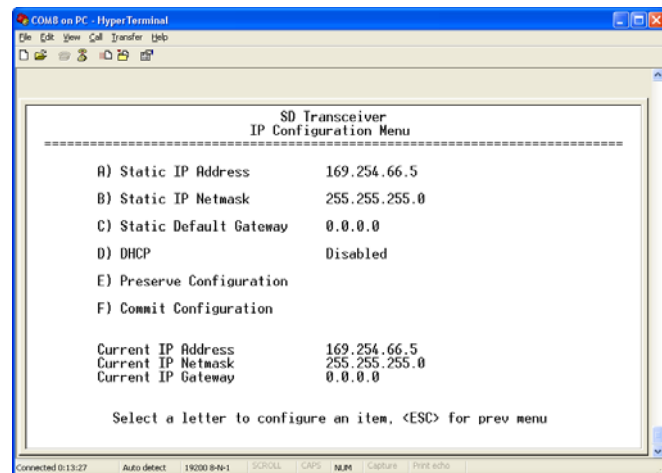 COM8 on PC - HyperTerminal
File Edit View Call Transfer Help
SD Transceiver
IP Configuration Menu
================================================================================
A) Static IP Address 169.254.66.5
B) Static IP Netmask 255.255.255.0
C) Static Default Gateway 0.0.0.0
D) DHCP Disabled
E) Preserve Configuration
F) Commit Configuration
Current IP Address 169.254.66.5
Current IP Netmask 255.255.255.0
Current IP Gateway 0.0.0.0
Select a letter to configure an item, <ESC> for prev menu
Connected 0:13:27 Auto detect 19200 8-N-1 SCROLL CAPS NUM Capture Print echo